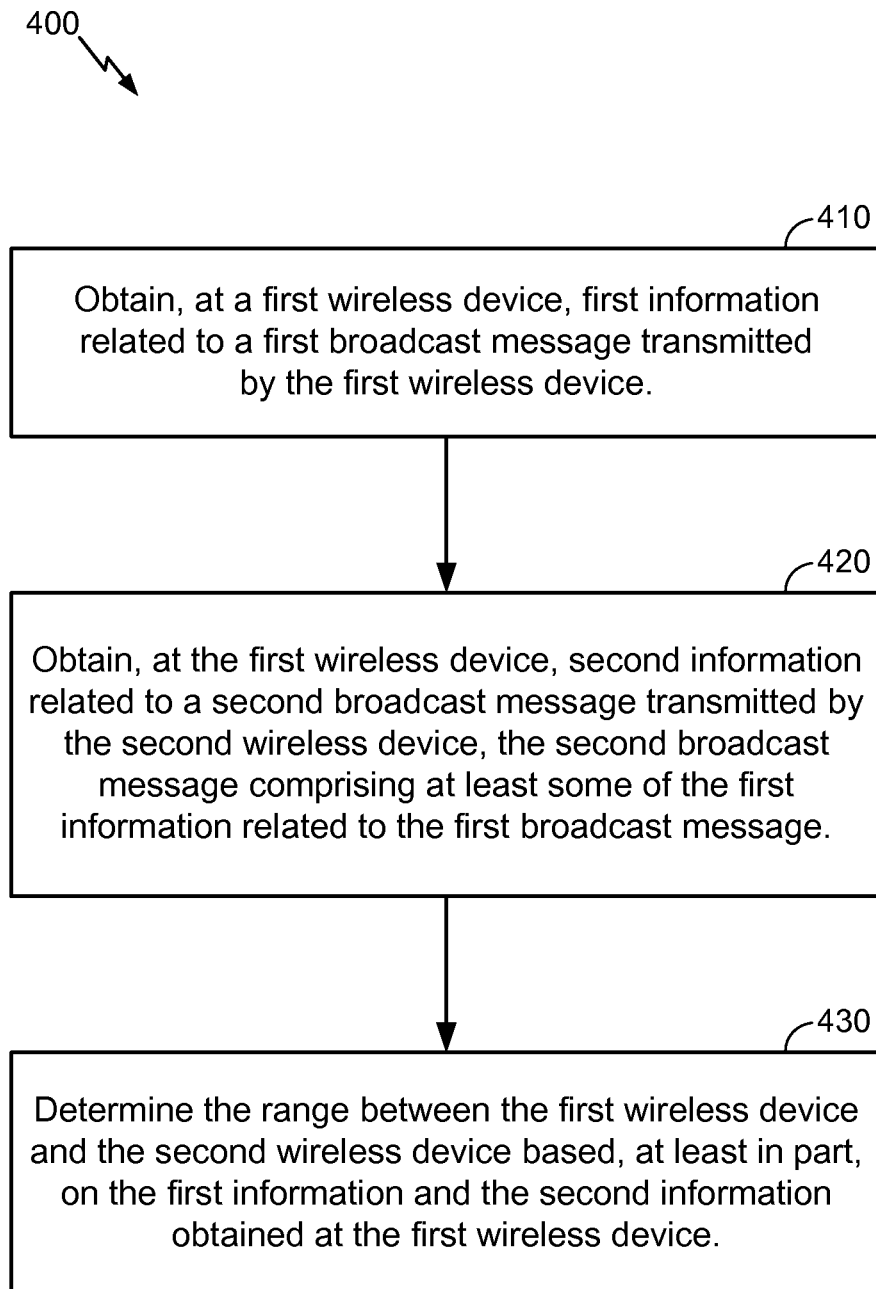 400
410
Obtain, at a first wireless device, first information
related to a first broadcast message transmitted
by the first wireless device.
420
Obtain, at the first wireless device, second information
related to a second broadcast message transmitted by
the second wireless device, the second broadcast
message comprising at least some of the first
information related to the first broadcast message.
430
Determine the range between the first wireless device
and the second wireless device based, at least in part,
on the first information and the second information
obtained at the first wireless device.